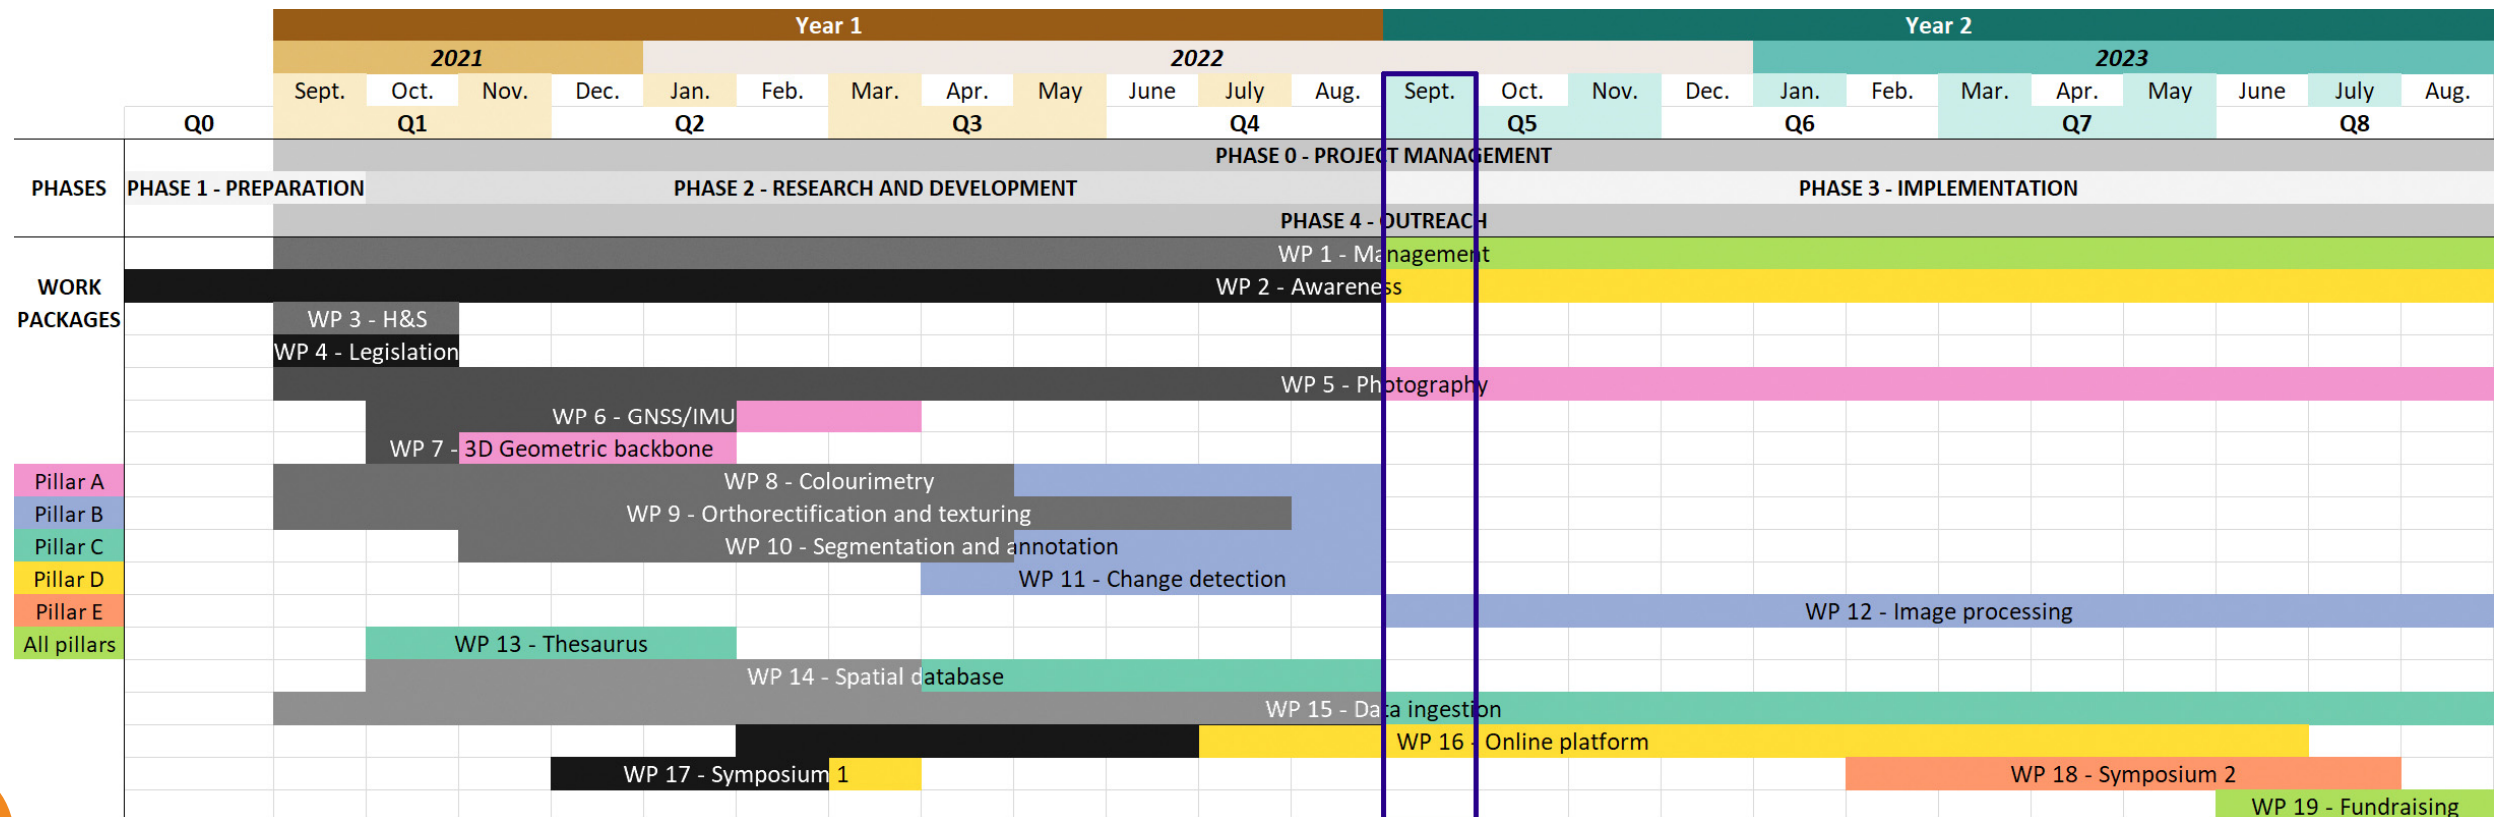 Year 1 Year 2
2021 2022 2023
Sept. Oct. Nov. Dec. Jan. Feb. Mar. Apr. May June July Aug. Sept. Oct. Nov. Dec. Jan. Feb. Mar. Apr. May June July Aug.
Q0 Q1 Q2 Q3 Q4 Q5 Q6 Q7 Q8
PHASE 0 - PROJECT MANAGEMENT
PHASES PHASE 1 - PREPARATION PHASE 2 - RESEARCH AND DEVELOPMENT PHASE 3 - IMPLEMENTATION
PHASE 4 - OUTREACH
WP 1 - Management
WORK WP 2 - Awareness
PACKAGES WP 3 - H&S
WP 4 - Legislation
WP 5 - Photography
WP 6 - GNSS/IMU
WP 7 - 3D Geometric backbone
Pillar A WP 8 - Colourimetry
Pillar B WP 9 - Orthorectification and texturing
Pillar C WP 10 - Segmentation and annotation
Pillar D WP 11 - Change detection
Pillar E WP 12 - Image processing
All pillars WP 13 - Thesaurus
WP 14 - Spatial database
WP 15 - Data ingestion
WP 16 - Online platform
WP 17 - Symposium 1 WP 18 - Symposium 2
WP 19 - Fundraising